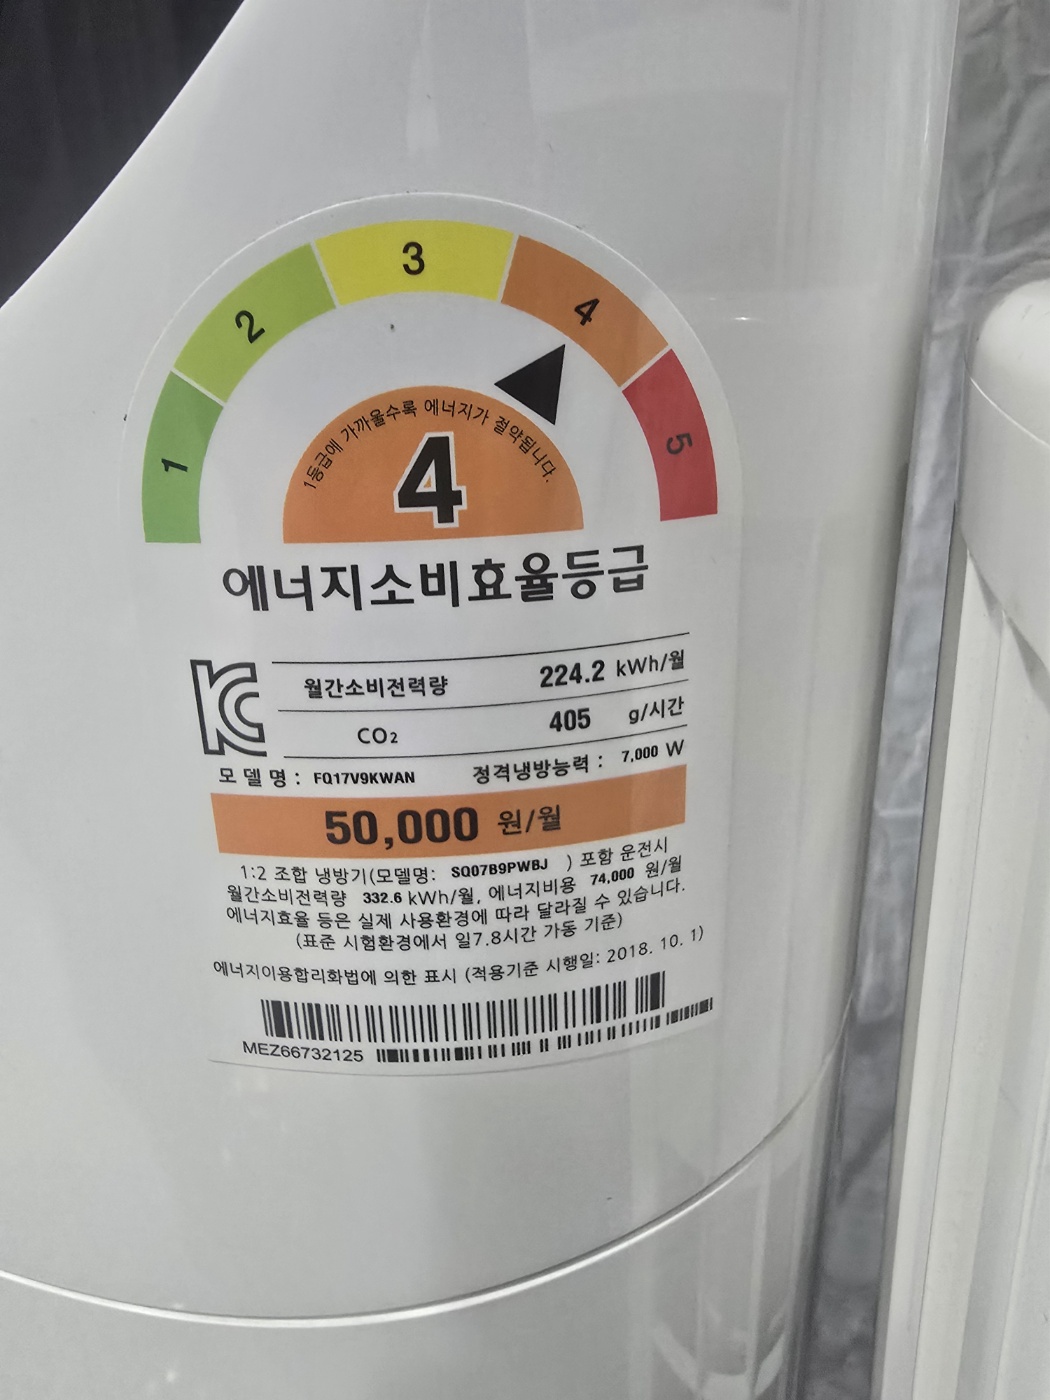 1 2 3 4 5
1등급에 가까울수록 에너지가 절약됩니다.
4
에너지소비효율등급
KC
월간소비전력량 224.2 kWh/월
CO₂ 405 g/시간
모델명: FQ17V9KWAN 정격냉방능력: 7,000 W
50,000 원/월
1:2 조합 냉방기(모델명: SQ07B9PWBJ ) 포함 운전시
월간소비전력량 332.6 kWh/월, 에너지비용 74,000 원/월
에너지효율 등은 실제 사용환경에 따라 달라질 수 있습니다.
(표준 시험환경에서 일7.8시간 가동 기준)
에너지이용합리화법에 의한 표시 (적용기준 시행일: 2018. 10. 1)
MEZ66732125